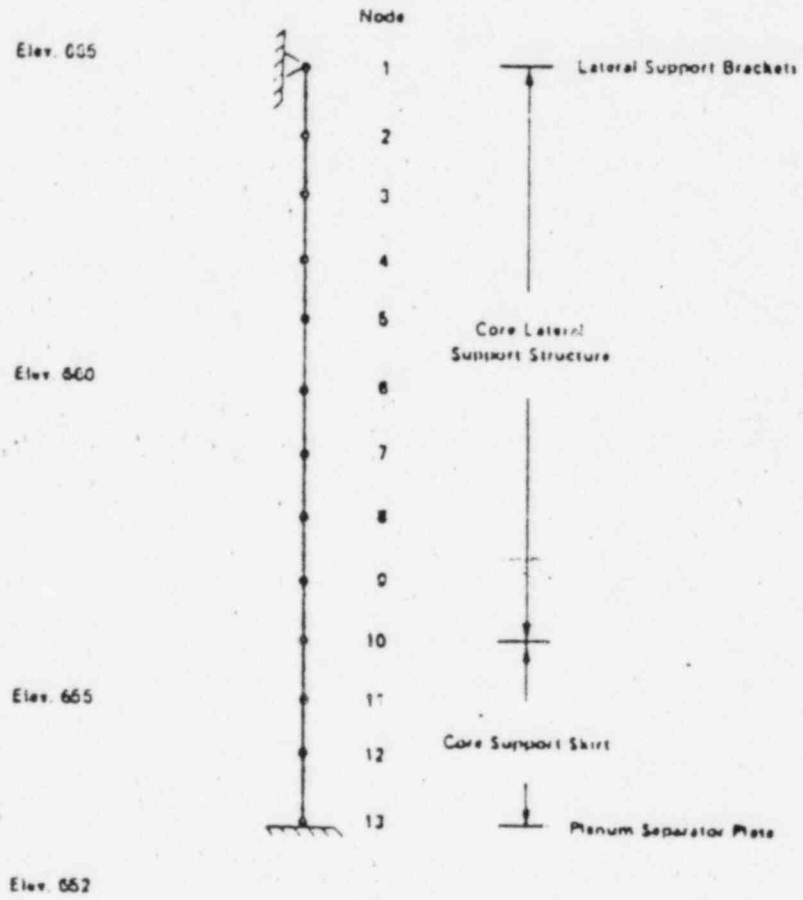 Node
Elev. 665
1
Lateral Support Brackets
2
3
4
5
Core Lateral
Support Structure
Elev. 660
6
7
8
9
10
Elev. 655
11
Core Support Skirt
12
13
Plenum Separator Plate
Elev. 652